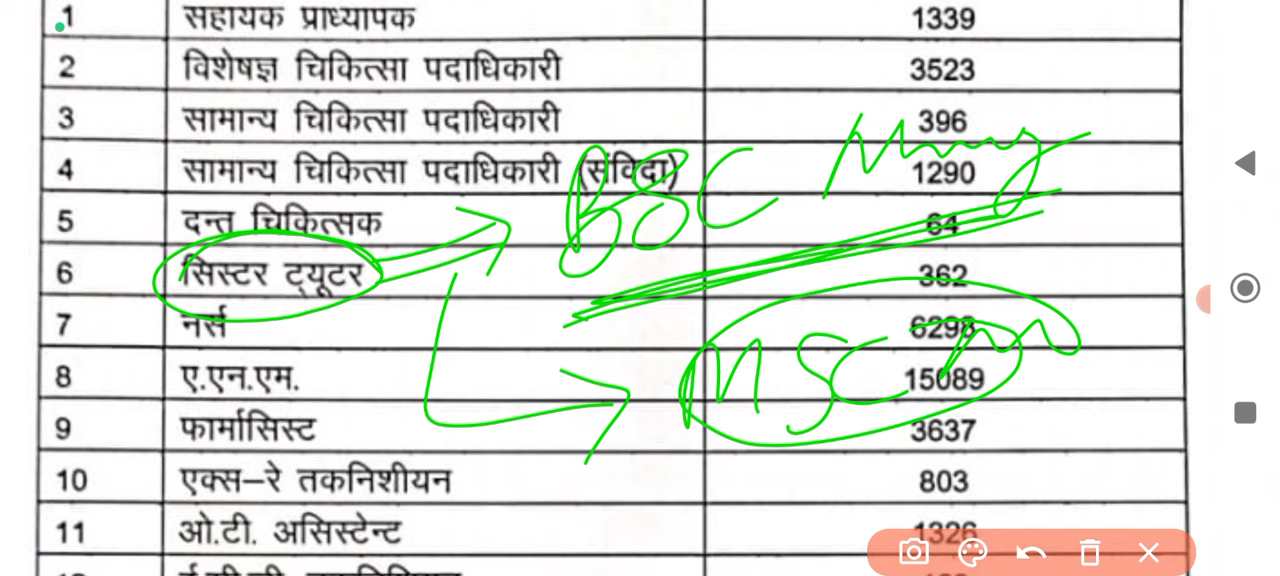 1 सहायक प्राध्यापक 1339
2 विशेषज्ञ चिकित्सा पदाधिकारी 3523
3 सामान्य चिकित्सा पदाधिकारी 396
4 सामान्य चिकित्सा पदाधिकारी (संविदा) 1290
BSC
5 दन्त चिकित्सक 64
6 सिस्टर ट्यूटर 362
7 नर्स 6298
MSC
8 ए.एन.एम. 15089
9 फार्मासिस्ट 3637
10 एक्स-रे तकनिशीयन 803
11 ओ.टी. असिस्टेन्ट 1326